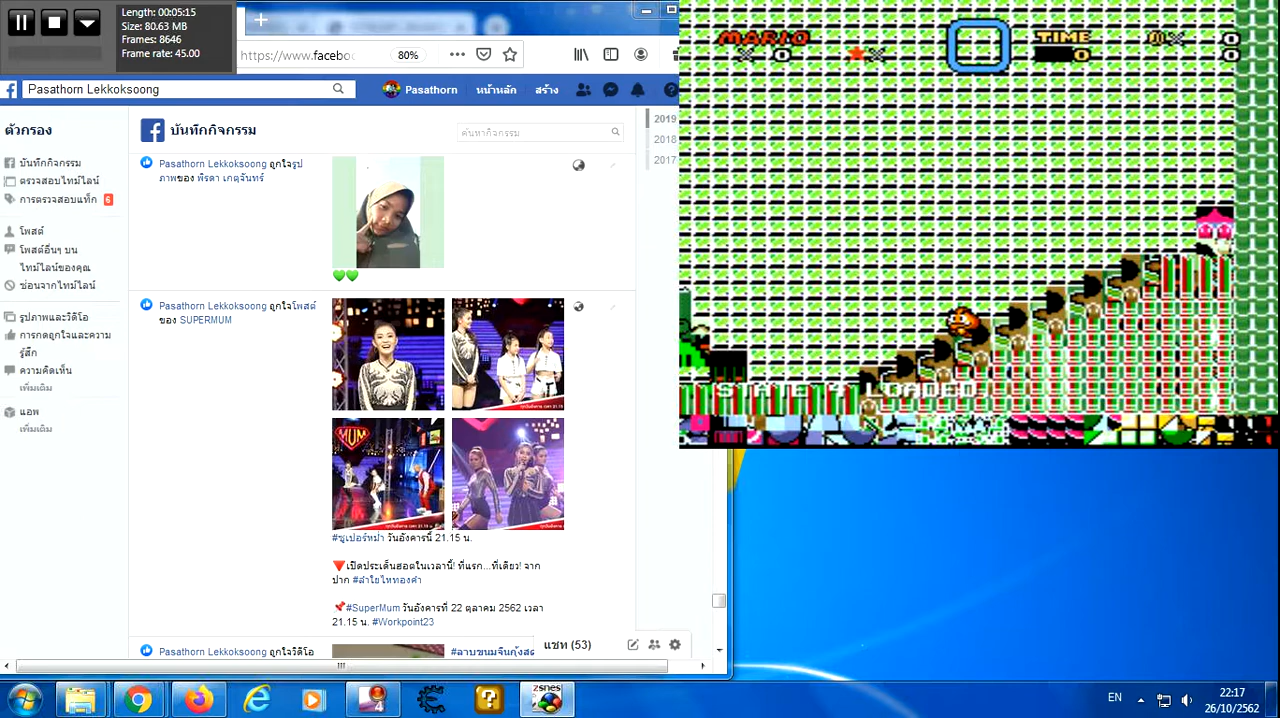 Length: 00:05:15
Size: 80.63 MB
Frames: 8646
Frame rate: 45.00
https://www.facebo
80%
Pasathorn Lekkoksoong
Pasathorn
หน้าหลัก
สร้าง
ตัวกรอง
บันทึกกิจกรรม
ตรวจสอบไทม์ไลน์
การตรวจสอบแท็ก 6
โพสต์
โพสต์อื่นๆ บน
ไทม์ไลน์ของคุณ
ซ่อนจากไทม์ไลน์
รูปภาพและวิดีโอ
การกดถูกใจและความ
รู้สึก
ความคิดเห็น
เพิ่มเติม
แอพ
เพิ่มเติม
บันทึกกิจกรรม
ค้นหากิจกรรม
2019
2018
2017
Pasathorn Lekkoksoong ถูกใจรูป
ภาพของ พีรดา เกตุจันทร์
Pasathorn Lekkoksoong ถูกใจโพสต์
ของ SUPERMUM
MUM
#ซูเปอร์หม่ำ วันอังคารนี้ 21.15 น.
เปิดประเด็นฮอตในเวลานี้! ที่แรก...ที่เดียว! จาก
ปาก #ลำไยไหทองคำ
#SuperMum วันอังคารที่ 22 ตุลาคม 2562 เวลา
21.15 น. #Workpoint23
Pasathorn Lekkoksoong ถูกใจวิดีโอ
แชท (53)
MARIO
X 0
X
TIME
0
X 0
0
STATE 4 LOADED
4
zsnes
EN
22:17
26/10/2562